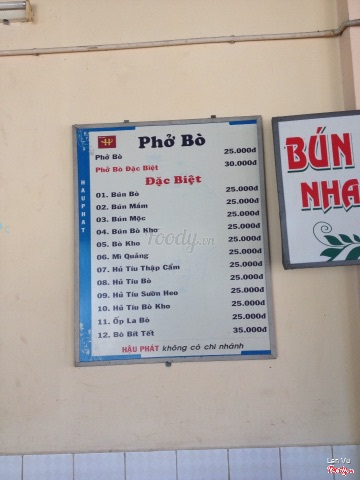 Phở Bò
Phở Bò 25.000đ
Phở Bò Đặc Biệt 30.000đ
Đặc Biệt
01. Bún Bò 25.000đ
02. Bún Mắm 25.000đ
03. Bún Mộc 25.000đ
04. Bún Bò Kho 25.000đ
05. Bò Kho 25.000đ
06. Mì Quảng 25.000đ
07. Hủ Tíu Thập Cẩm 25.000đ
08. Hủ Tíu Bò 25.000đ
09. Hủ Tíu Sườn Heo 25.000đ
10. Hủ Tíu Bò Kho 25.000đ
11. Ốp La Bò 25.000đ
12. Bò Bít Tết 35.000đ
HẬU PHÁT không có chi nhánh
HẬU PHÁT
BÚN
NHA
foody.vn
Lan Vu